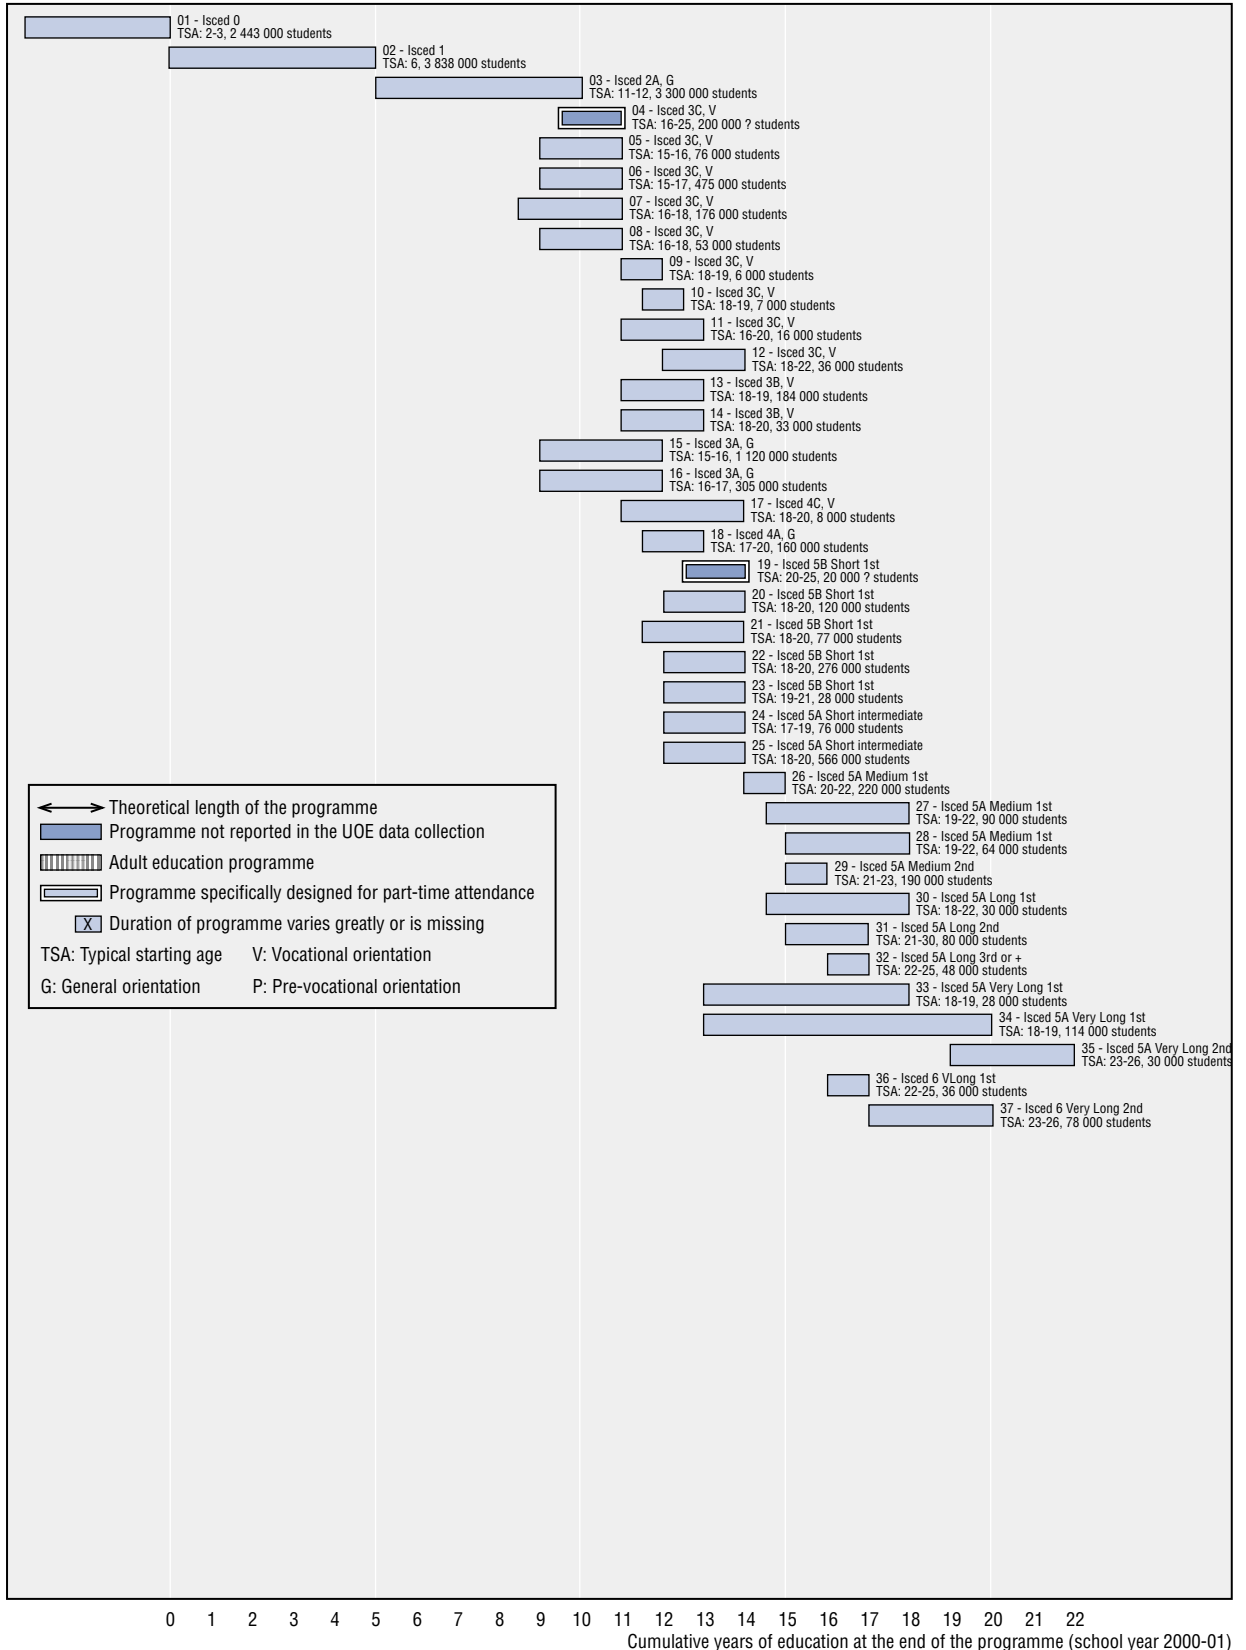 01 - Isced 0
TSA: 2-3, 2 443 000 students
02 - Isced 1
TSA: 6, 3 838 000 students
03 - Isced 2A, G
TSA: 11-12, 3 300 000 students
04 - Isced 3C, V
TSA: 16-25, 200 000 ? students
05 - Isced 3C, V
TSA: 15-16, 76 000 students
06 - Isced 3C, V
TSA: 15-17, 475 000 students
07 - Isced 3C, V
TSA: 16-18, 176 000 students
08 - Isced 3C, V
TSA: 16-18, 53 000 students
09 - Isced 3C, V
TSA: 18-19, 6 000 students
10 - Isced 3C, V
TSA: 18-19, 7 000 students
11 - Isced 3C, V
TSA: 16-20, 16 000 students
12 - Isced 3C, V
TSA: 18-22, 36 000 students
13 - Isced 3B, V
TSA: 18-19, 184 000 students
14 - Isced 3B, V
TSA: 18-20, 33 000 students
15 - Isced 3A, G
TSA: 15-16, 1 120 000 students
16 - Isced 3A, G
TSA: 16-17, 305 000 students
17 - Isced 4C, V
TSA: 18-20, 8 000 students
18 - Isced 4A, G
TSA: 17-20, 160 000 students
19 - Isced 5B Short 1st
TSA: 20-25, 20 000 ? students
20 - Isced 5B Short 1st
TSA: 18-20, 120 000 students
21 - Isced 5B Short 1st
TSA: 18-20, 77 000 students
22 - Isced 5B Short 1st
TSA: 18-20, 276 000 students
23 - Isced 5B Short 1st
TSA: 19-21, 28 000 students
24 - Isced 5A Short intermediate
TSA: 17-19, 76 000 students
25 - Isced 5A Short intermediate
TSA: 18-20, 566 000 students
26 - Isced 5A Medium 1st
TSA: 20-22, 220 000 students
27 - Isced 5A Medium 1st
TSA: 19-22, 90 000 students
28 - Isced 5A Medium 1st
TSA: 19-22, 64 000 students
29 - Isced 5A Medium 2nd
TSA: 21-23, 190 000 students
30 - Isced 5A Long 1st
TSA: 18-22, 30 000 students
31 - Isced 5A Long 2nd
TSA: 21-30, 80 000 students
32 - Isced 5A Long 3rd or +
TSA: 22-25, 48 000 students
33 - Isced 5A Very Long 1st
TSA: 18-19, 28 000 students
34 - Isced 5A Very Long 1st
TSA: 18-19, 114 000 students
35 - Isced 5A Very Long 2nd
TSA: 23-26, 30 000 students
36 - Isced 6 VLong 1st
TSA: 22-25, 36 000 students
37 - Isced 6 Very Long 2nd
TSA: 23-26, 78 000 students
Theoretical length of the programme
Programme not reported in the UOE data collection
Adult education programme
Programme specifically designed for part-time attendance
X Duration of programme varies greatly or is missing
TSA: Typical starting age V: Vocational orientation
G: General orientation P: Pre-vocational orientation
0 1 2 3 4 5 6 7 8 9 10 11 12 13 14 15 16 17 18 19 20 21 22
Cumulative years of education at the end of the programme (school year 2000-01)